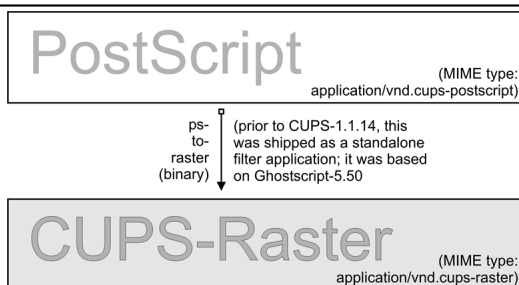 PostScript
(MIME type:
application/vnd.cups-postscript)
ps-
to-
raster
(binary)
(prior to CUPS-1.1.14, this
was shipped as a standalone
filter application; it was based
on Ghostscript-5.50
CUPS-Raster
(MIME type:
application/vnd.cups-raster)